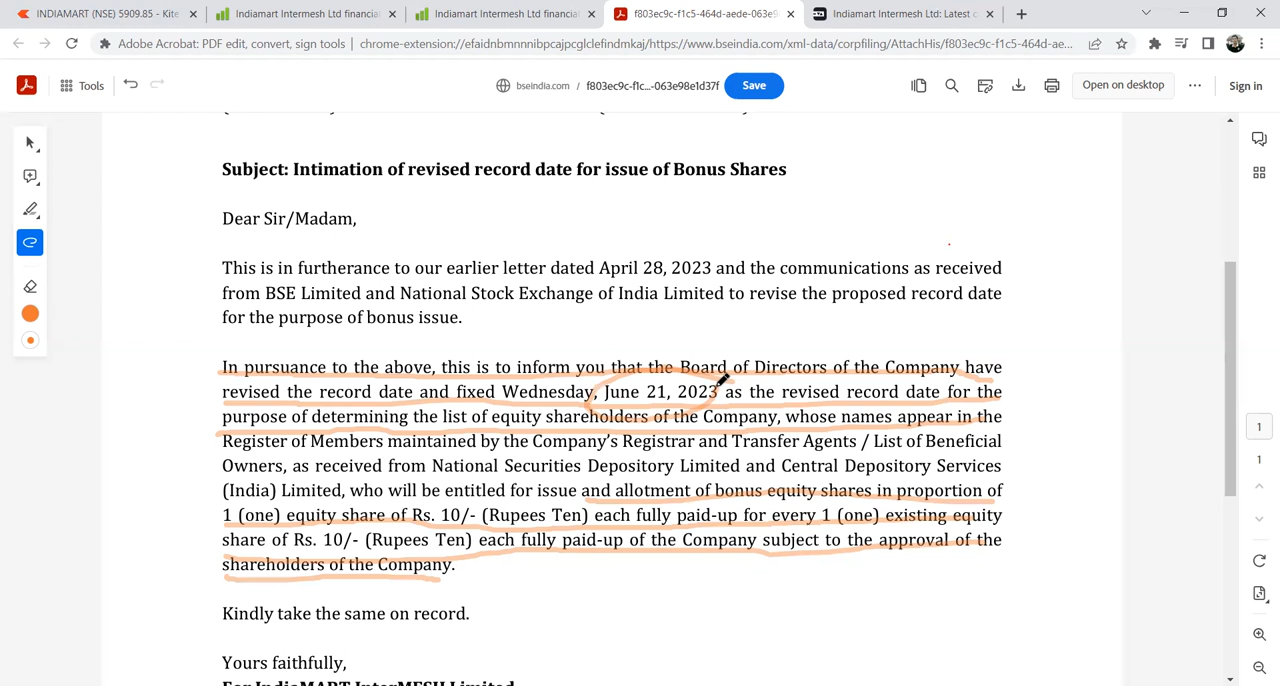 INDIAMART (NSE) 5909.85 - Kite
Indiamart Intermesh Ltd financial
Indiamart Intermesh Ltd financial
f803ec9c-f1c5-464d-aede-063e9
Indiamart Intermesh Ltd: Latest c
Adobe Acrobat: PDF edit, convert, sign tools | chrome-extension://efaidnbmnnnibpcajpcglclefindmkaj/https://www.bseindia.com/xml-data/corpfiling/AttachHis/f803ec9c-f1c5-464d-ae...
Tools
bseindia.com / f803ec9c-f1c...-063e98e1d37f
Save
Open on desktop
Sign in
Subject: Intimation of revised record date for issue of Bonus Shares
Dear Sir/Madam,
This is in furtherance to our earlier letter dated April 28, 2023 and the communications as received
from BSE Limited and National Stock Exchange of India Limited to revise the proposed record date
for the purpose of bonus issue.
In pursuance to the above, this is to inform you that the Board of Directors of the Company have
revised the record date and fixed Wednesday, June 21, 2023 as the revised record date for the
purpose of determining the list of equity shareholders of the Company, whose names appear in the
Register of Members maintained by the Company's Registrar and Transfer Agents / List of Beneficial
Owners, as received from National Securities Depository Limited and Central Depository Services
(India) Limited, who will be entitled for issue and allotment of bonus equity shares in proportion of
1 (one) equity share of Rs. 10/- (Rupees Ten) each fully paid-up for every 1 (one) existing equity
share of Rs. 10/- (Rupees Ten) each fully paid-up of the Company subject to the approval of the
shareholders of the Company.
Kindly take the same on record.
Yours faithfully,
For IndiaMART InterMESH Limited
1
1